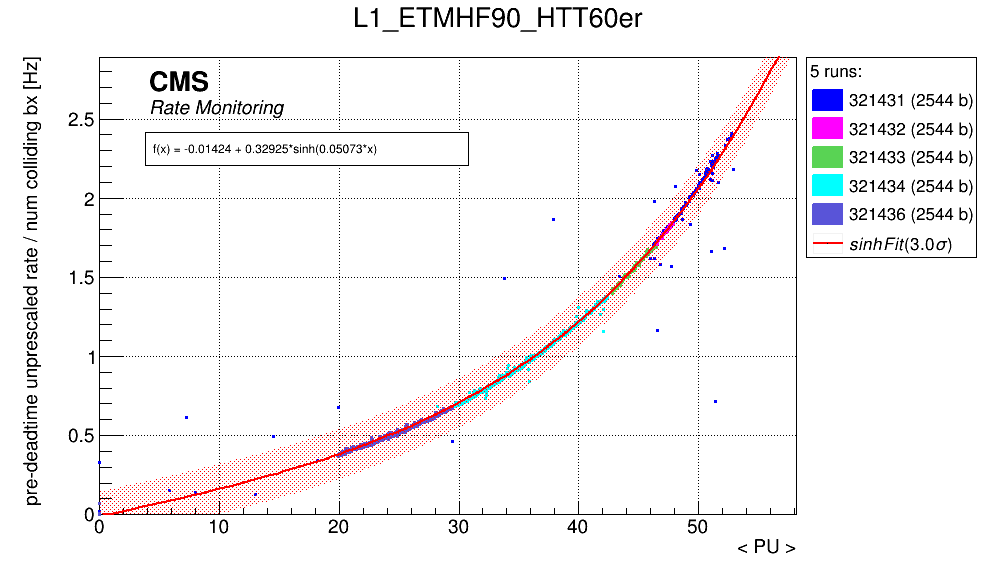 L1_ETMHF90_HTT60er
pre-deadtime unprescaled rate / num colliding bx [Hz]
CMS
Rate Monitoring
f(x) = -0.01424 + 0.32925*sinh(0.05073*x)
2.5
2
1.5
1
0.5
0
0 10 20 30 40 50
< PU >
5 runs:
321431 (2544 b)
321432 (2544 b)
321433 (2544 b)
321434 (2544 b)
321436 (2544 b)
sinhFit(3.0σ)